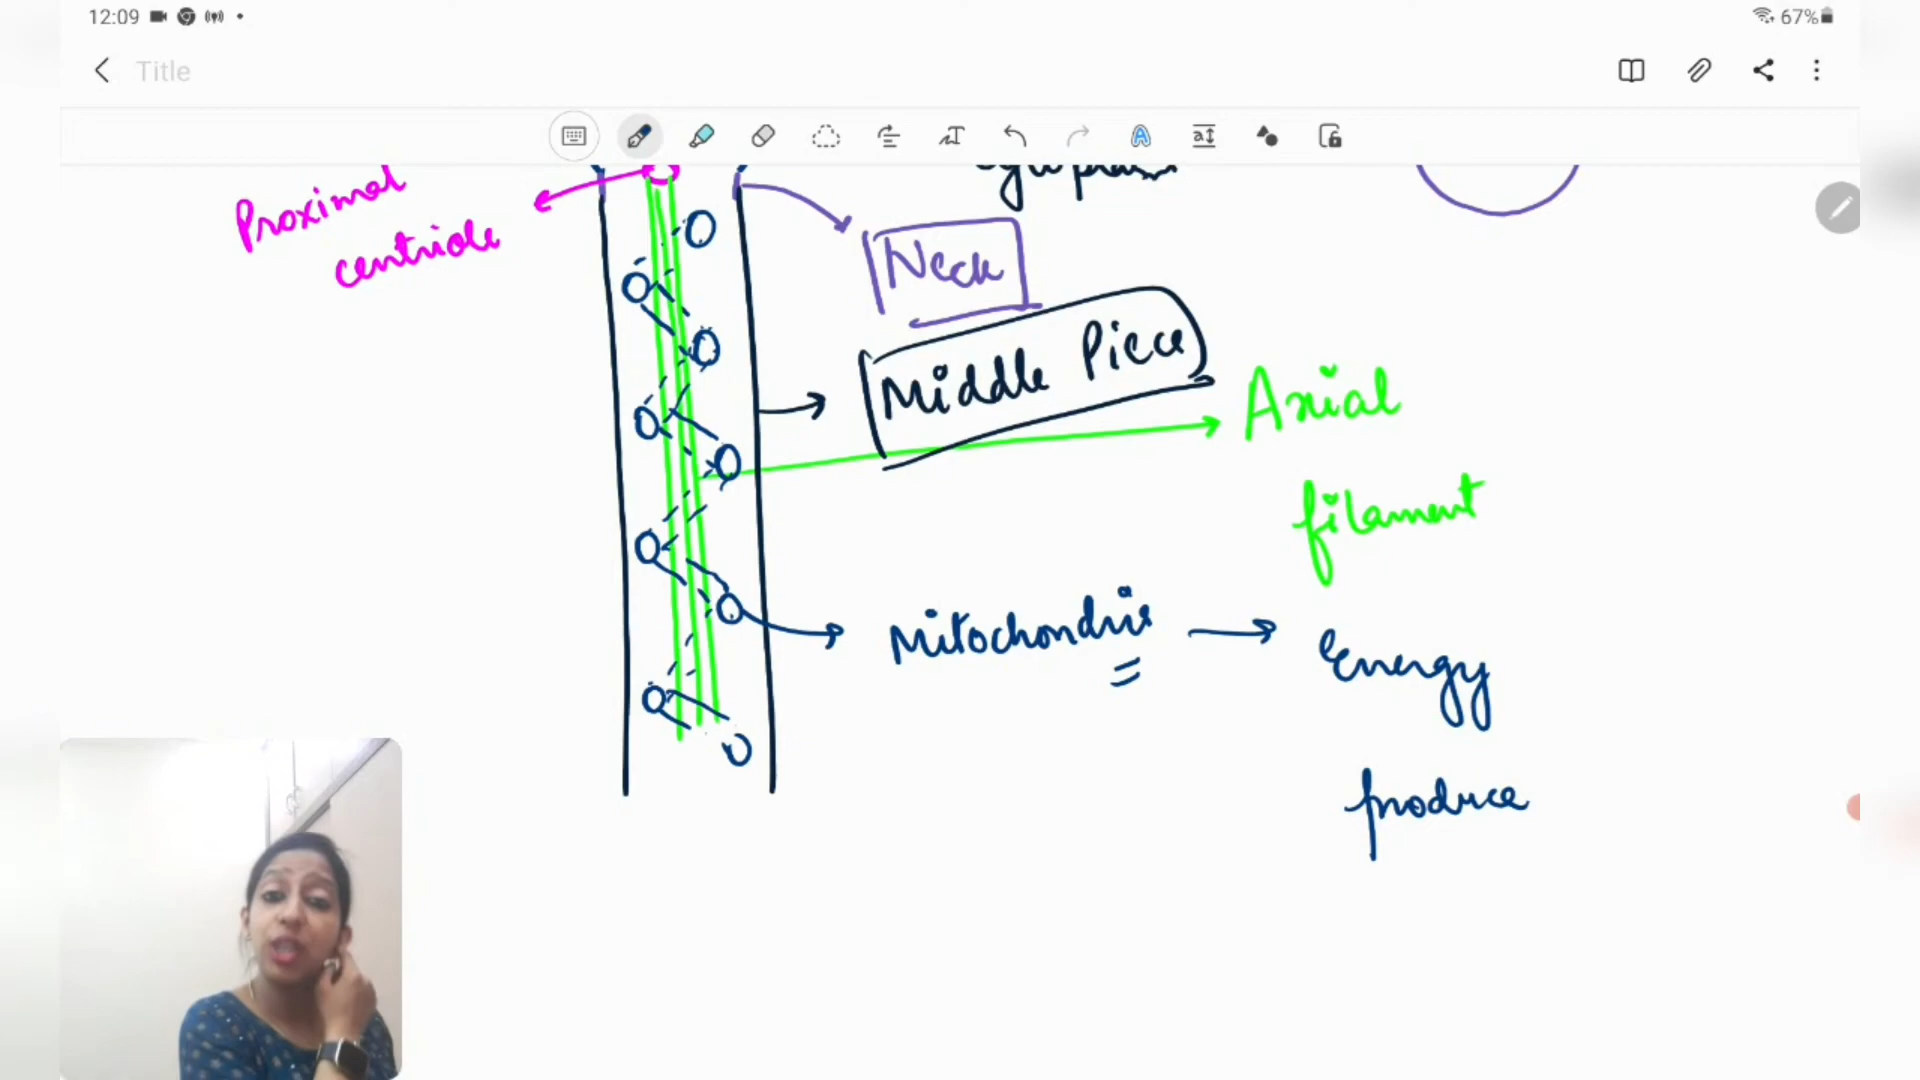 12:09
67%
Title
Proximal
centriole
Neck
Middle Piece
Axial
filament
Mitochondria
Energy
produce